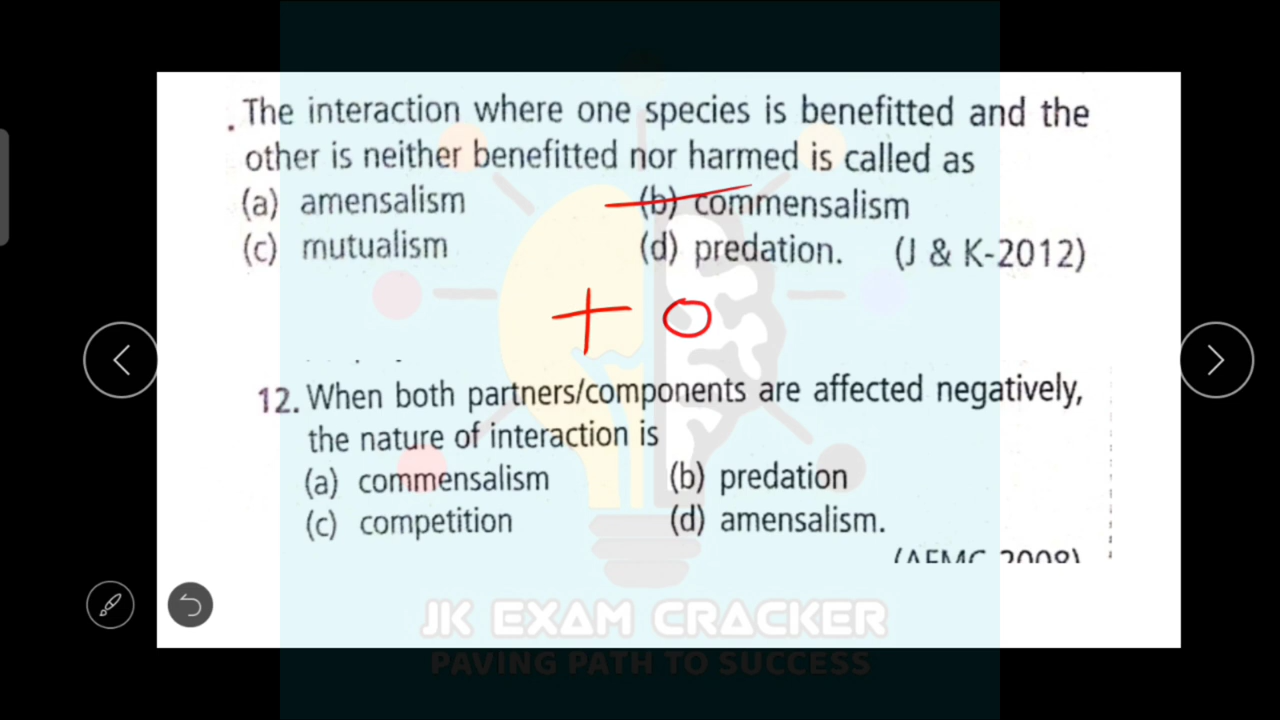 The interaction where one species is benefitted and the
other is neither benefitted nor harmed is called as
(a) amensalism (b) commensalism
(c) mutualism (d) predation. (J & K-2012)
+ o
12. When both partners/components are affected negatively,
the nature of interaction is
(a) commensalism (b) predation
(c) competition (d) amensalism.
JK EXAM CRACKER
PAVING PATH TO SUCCESS